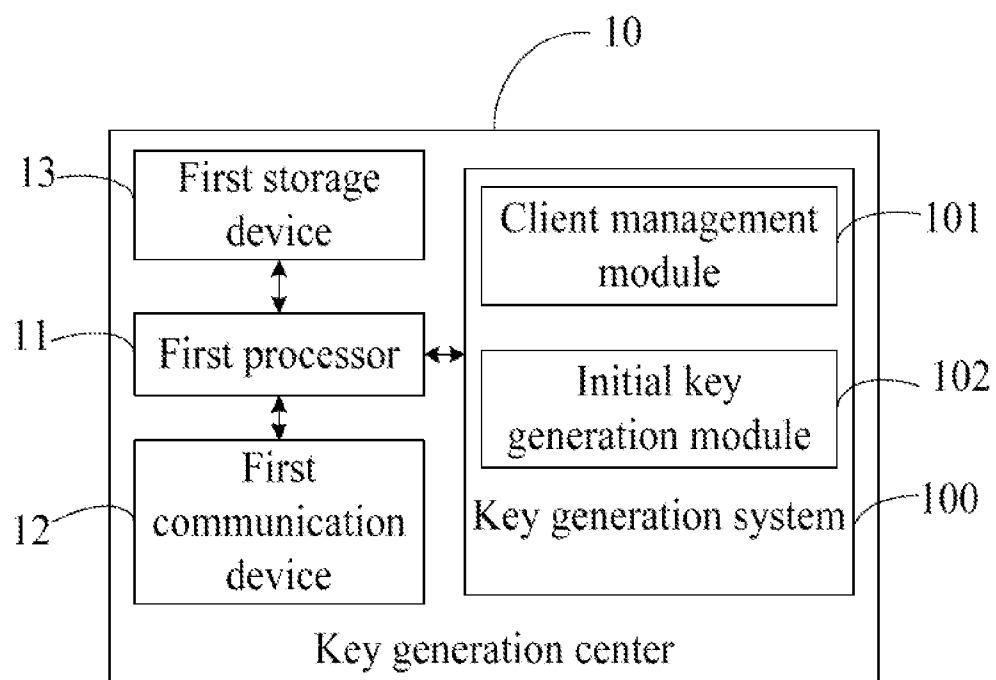 10
13
First storage
device
Client management
module
101
11
First processor
Initial key
generation module
102
12
First
communication
device
Key generation system
100
Key generation center